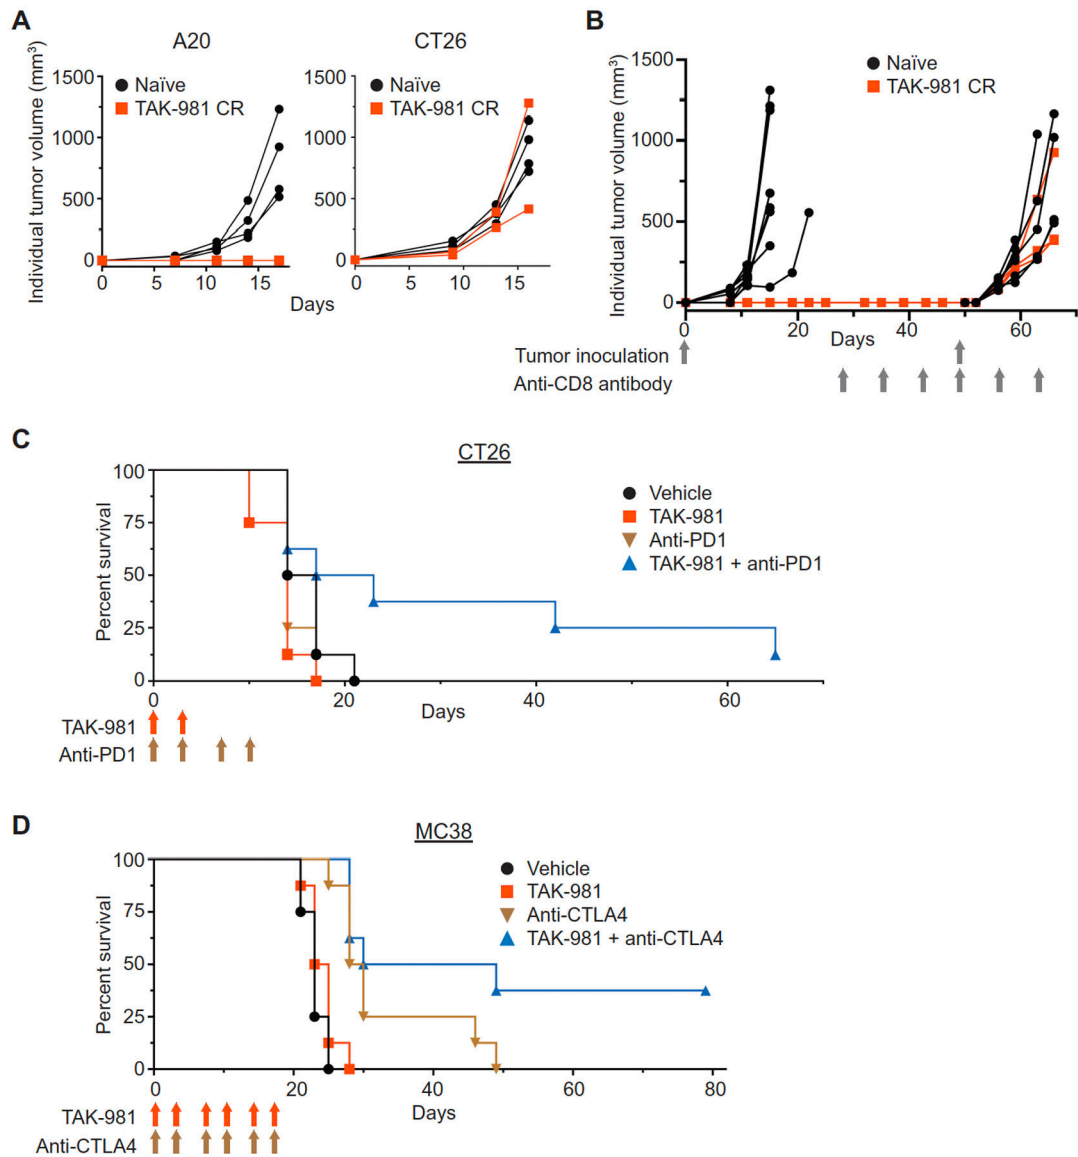 A
A20
CT26
Individual tumor volume (mm³)
1500
1000
500
0
Naïve
TAK-981 CR
0 5 10 15
1500
1000
500
0
Naïve
TAK-981 CR
0 5 10 15
Days
B
Individual tumor volume (mm³)
1500
1000
500
0
Naïve
TAK-981 CR
0 20 40 60
Days
Tumor inoculation
Anti-CD8 antibody
C
CT26
Percent survival
100
75
50
25
0
Vehicle
TAK-981
Anti-PD1
TAK-981 + anti-PD1
0 20 40 60
Days
TAK-981
Anti-PD1
D
MC38
Percent survival
100
75
50
25
0
Vehicle
TAK-981
Anti-CTLA4
TAK-981 + anti-CTLA4
0 20 40 60 80
Days
TAK-981
Anti-CTLA4